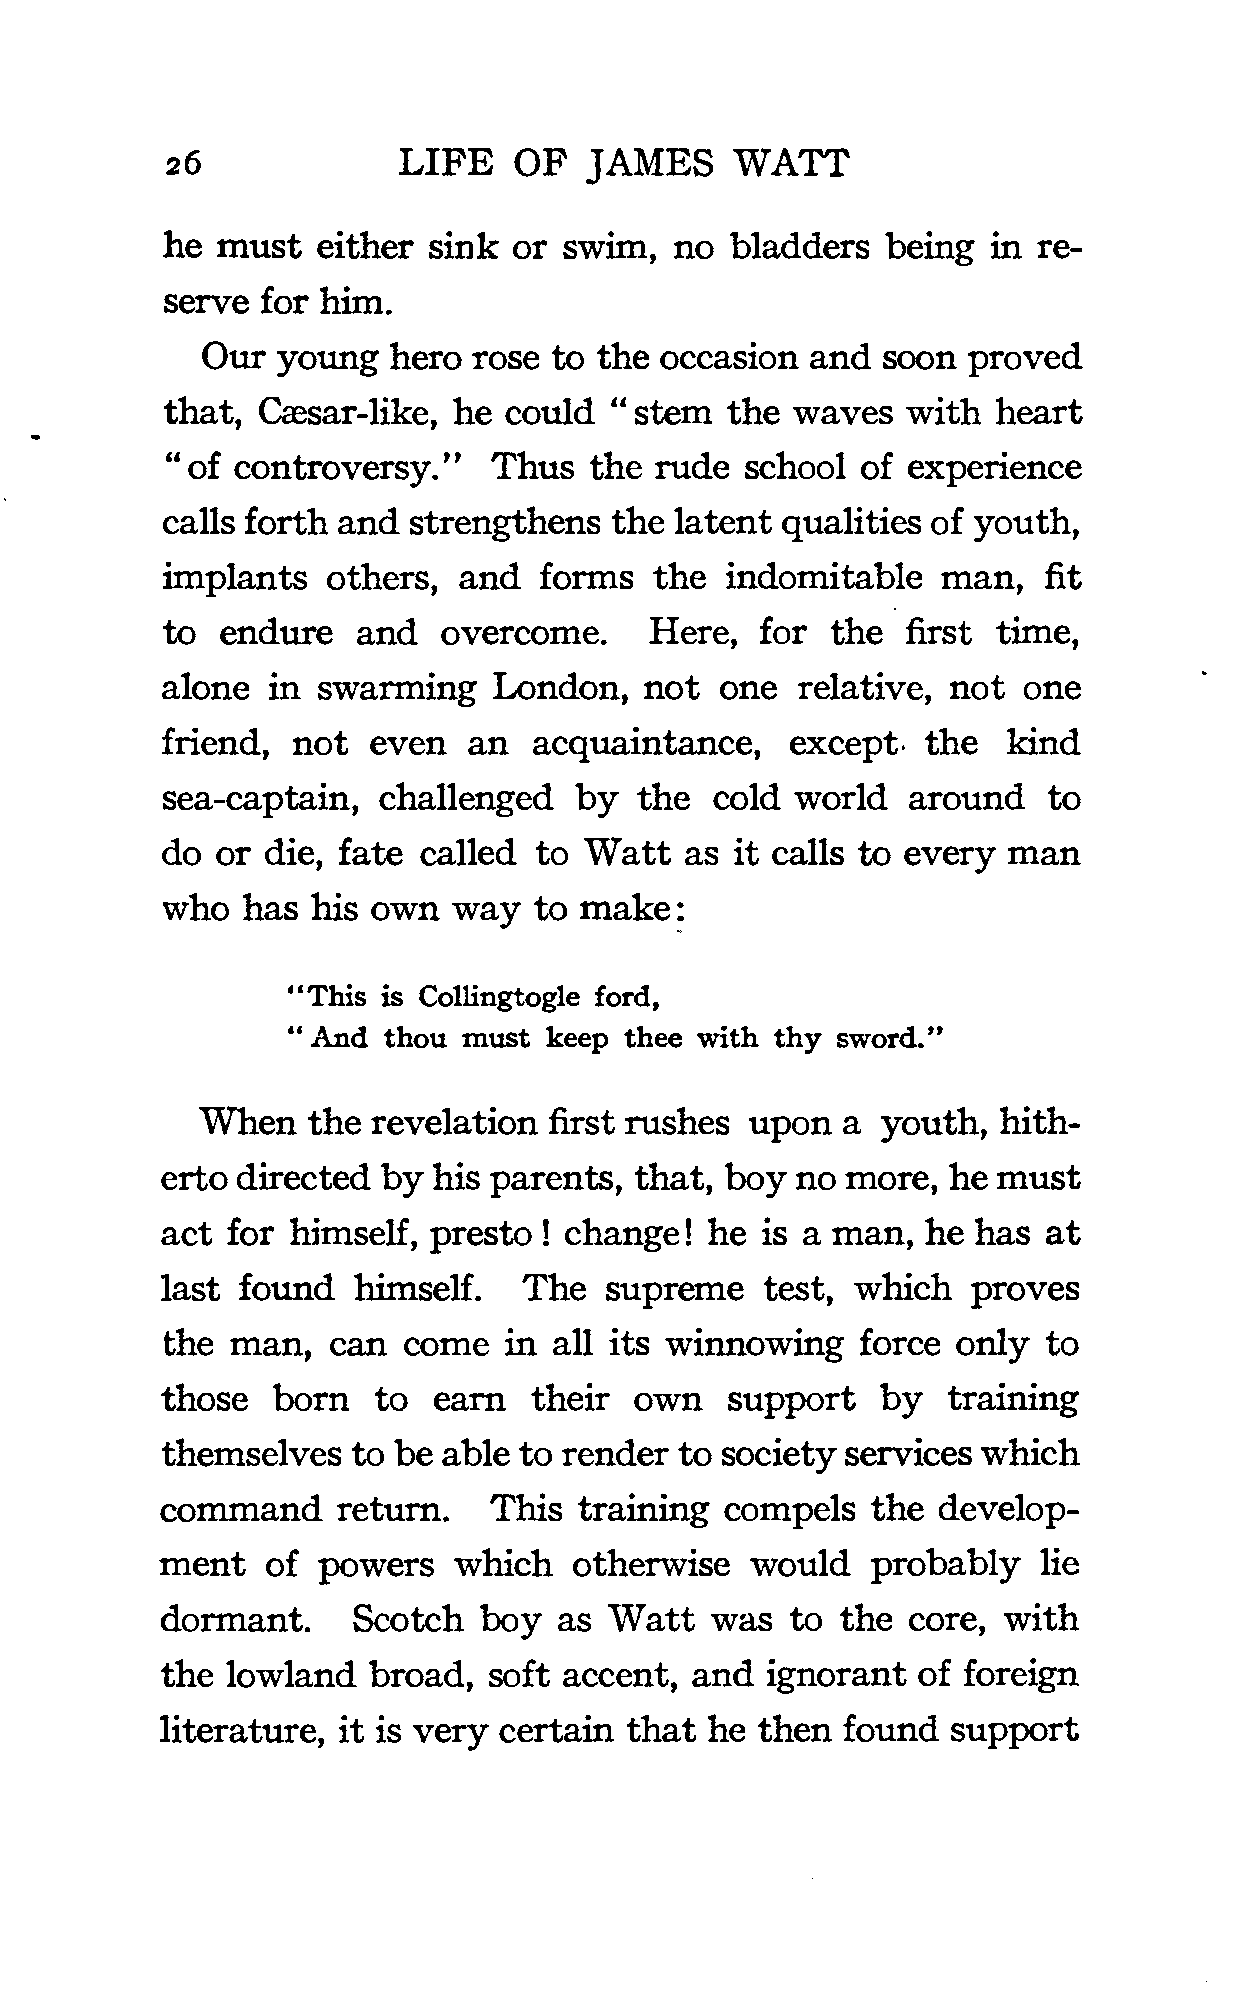 26 LIFE OF JAMES WATT
he must either sink or swim, no bladders being in re-
serve for him.
Our young hero rose to the occasion and soon proved
that, Cæsar-like, he could "stem the waves with heart
"of controversy." Thus the rude school of experience
calls forth and strengthens the latent qualities of youth,
implants others, and forms the indomitable man, fit
to endure and overcome. Here, for the first time,
alone in swarming London, not one relative, not one
friend, not even an acquaintance, except the kind
sea-captain, challenged by the cold world around to
do or die, fate called to Watt as it calls to every man
who has his own way to make:
"This is Collingtogle ford,
"And thou must keep thee with thy sword."
When the revelation first rushes upon a youth, hith-
erto directed by his parents, that, boy no more, he must
act for himself, presto! change! he is a man, he has at
last found himself. The supreme test, which proves
the man, can come in all its winnowing force only to
those born to earn their own support by training
themselves to be able to render to society services which
command return. This training compels the develop-
ment of powers which otherwise would probably lie
dormant. Scotch boy as Watt was to the core, with
the lowland broad, soft accent, and ignorant of foreign
literature, it is very certain that he then found support